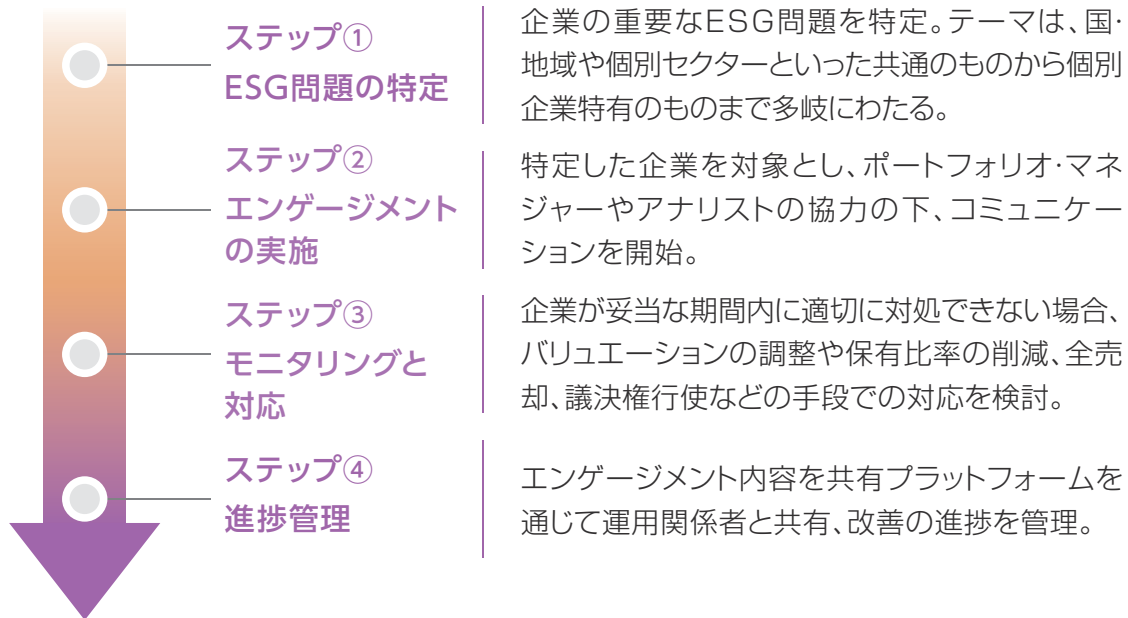 ステップ①
ESG問題の特定
企業の重要なESG問題を特定。テーマは、国・
地域や個別セクターといった共通のものから個別
企業特有のものまで多岐にわたる。
ステップ②
エンゲージメント
の実施
特定した企業を対象とし、ポートフォリオ・マネ
ジャーやアナリストの協力の下、コミュニケー
ションを開始。
ステップ③
モニタリングと
対応
企業が妥当な期間内に適切に対処できない場合、
バリュエーションの調整や保有比率の削減、全売
却、議決権行使などの手段での対応を検討。
ステップ④
進捗管理
エンゲージメント内容を共有プラットフォームを
通じて運用関係者と共有、改善の進捗を管理。